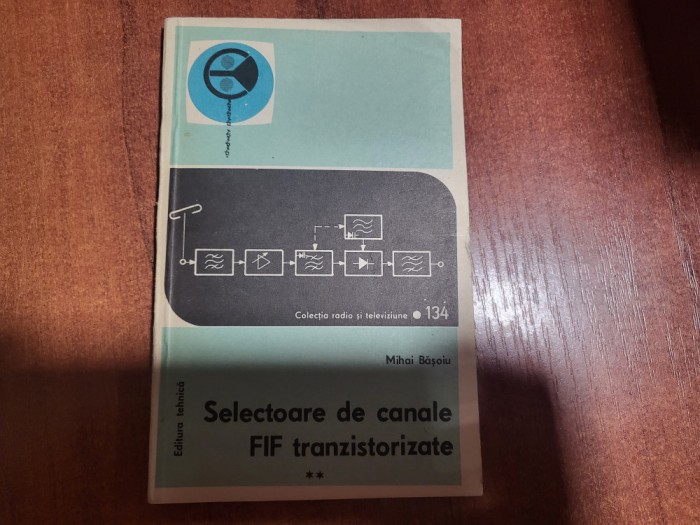 Colecția radio și televiziune • 134
Mihai Bășoiu
Editura tehnică
Selectoare de canale
FIF tranzistorizate
**